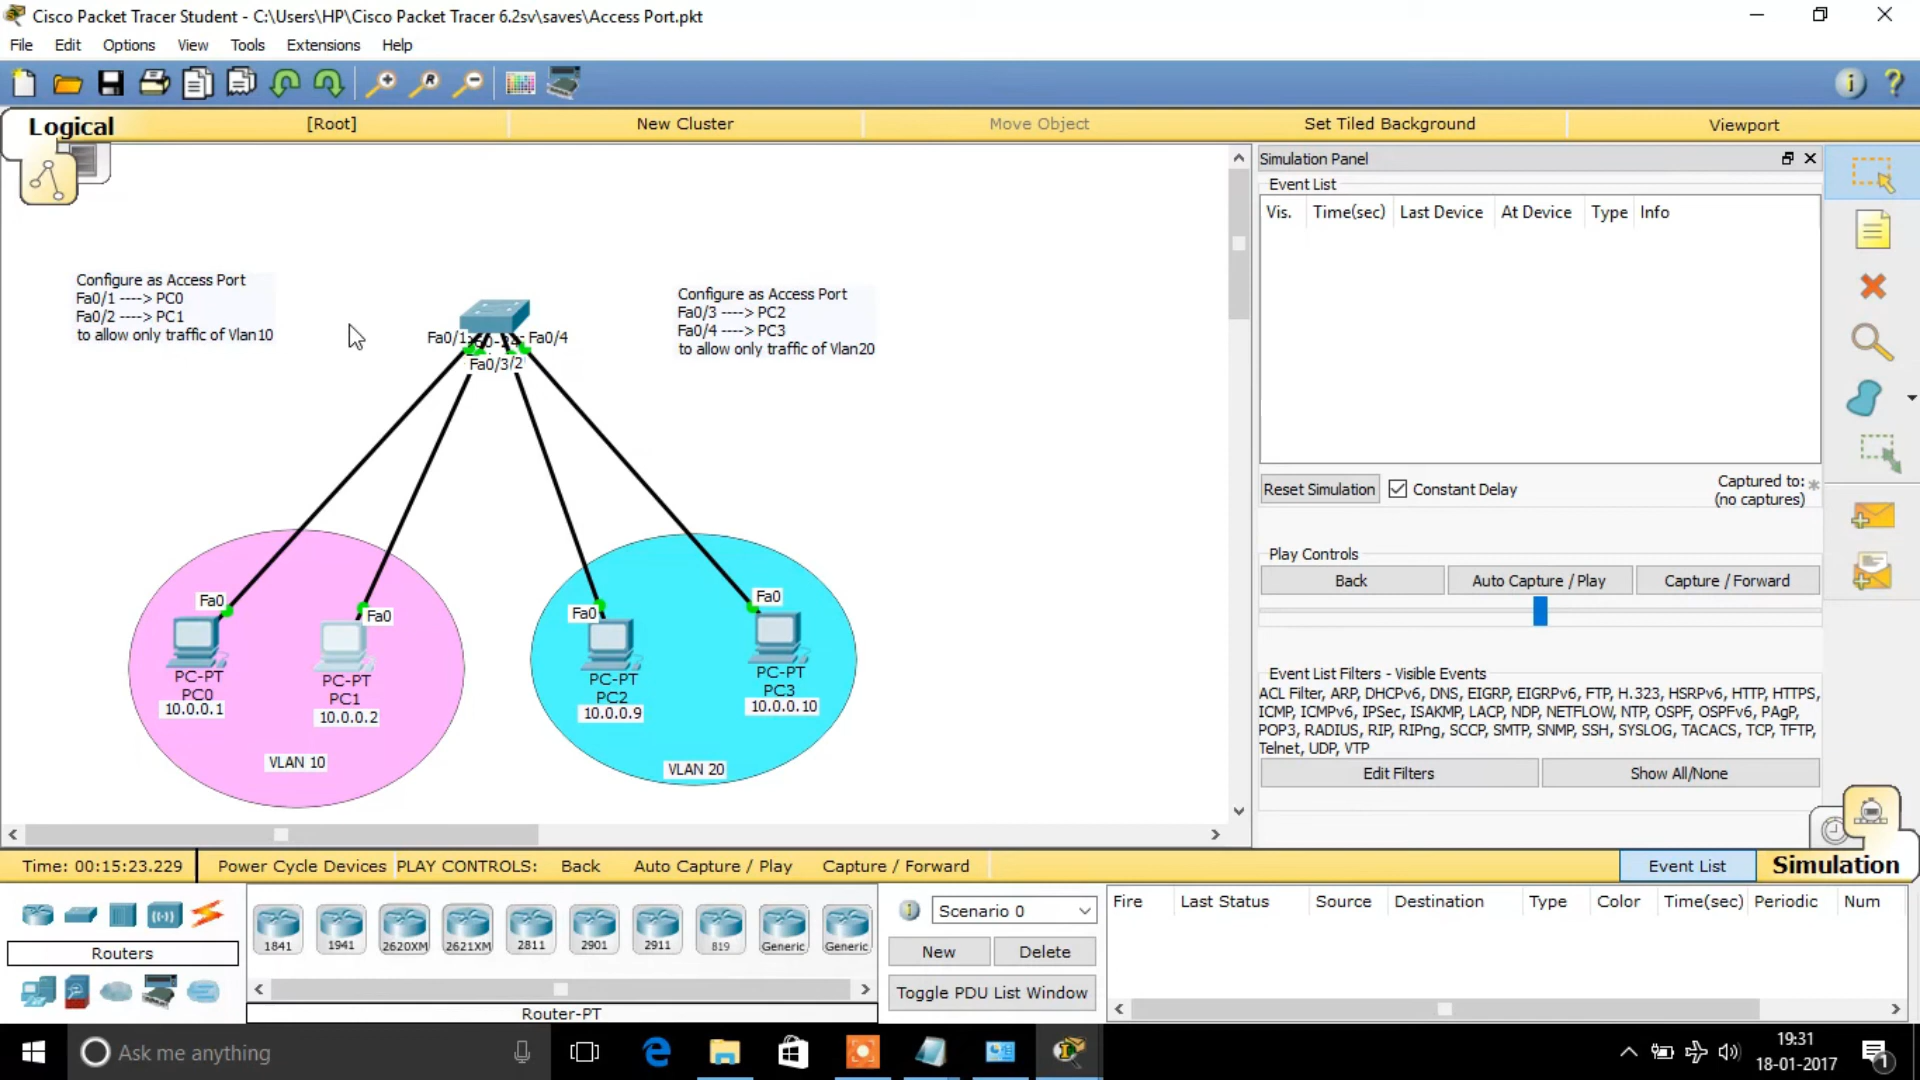 Cisco Packet Tracer Student - C:\Users\HP\Cisco Packet Tracer 6.2sv\saves\Access Port.pkt
File Edit Options View Tools Extensions Help
Logical [Root] New Cluster Move Object Set Tiled Background Viewport
Simulation Panel
Event List
Vis. Time(sec) Last Device At Device Type Info
Configure as Access Port
Fa0/1 ----> PC0
Fa0/2 ----> PC1
to allow only traffic of Vlan10
Configure as Access Port
Fa0/3 ----> PC2
Fa0/4 ----> PC3
to allow only traffic of Vlan20
Fa0/1 Fa0/4
Fa0/3/2
Reset Simulation Constant Delay Captured to:
(no captures)
Play Controls
Back Auto Capture / Play Capture / Forward
Fa0 Fa0 Fa0 Fa0
PC-PT
PC0
10.0.0.1
PC-PT
PC1
10.0.0.2
PC-PT
PC2
10.0.0.9
PC-PT
PC3
10.0.0.10
VLAN 10
VLAN 20
Event List Filters - Visible Events
ACL Filter, ARP, DHCPv6, DNS, EIGRP, EIGRPv6, FTP, H.323, HSRPv6, HTTP, HTTPS,
ICMP, ICMPv6, IPSec, ISAKMP, LACP, NDP, NETFLOW, NTP, OSPF, OSPFv6, PAgP,
POP3, RADIUS, RIP, RIPng, SCCP, SMTP, SNMP, SSH, SYSLOG, TACACS, TCP, TFTP,
Telnet, UDP, VTP
Edit Filters Show All/None
Time: 00:15:23.229 Power Cycle Devices PLAY CONTROLS: Back Auto Capture / Play Capture / Forward Event List Simulation
Routers
1841 1941 2620XM 2621XM 2811 2901 2911 819 Generic Generic
Router-PT
Scenario 0
New Delete
Toggle PDU List Window
Fire Last Status Source Destination Type Color Time(sec) Periodic Num
Ask me anything
19:31
18-01-2017
1